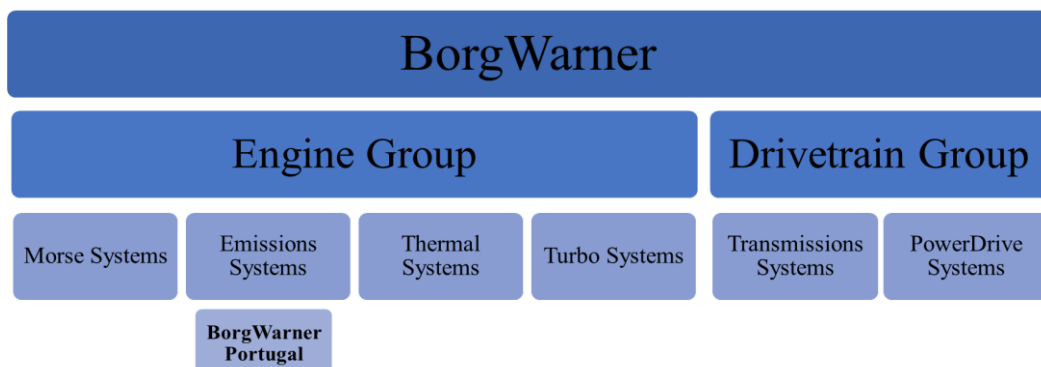 BorgWarner
Engine Group
Drivetrain Group
Morse Systems
Emissions
Systems
Thermal
Systems
Turbo Systems
Transmissions
Systems
PowerDrive
Systems
BorgWarner
Portugal